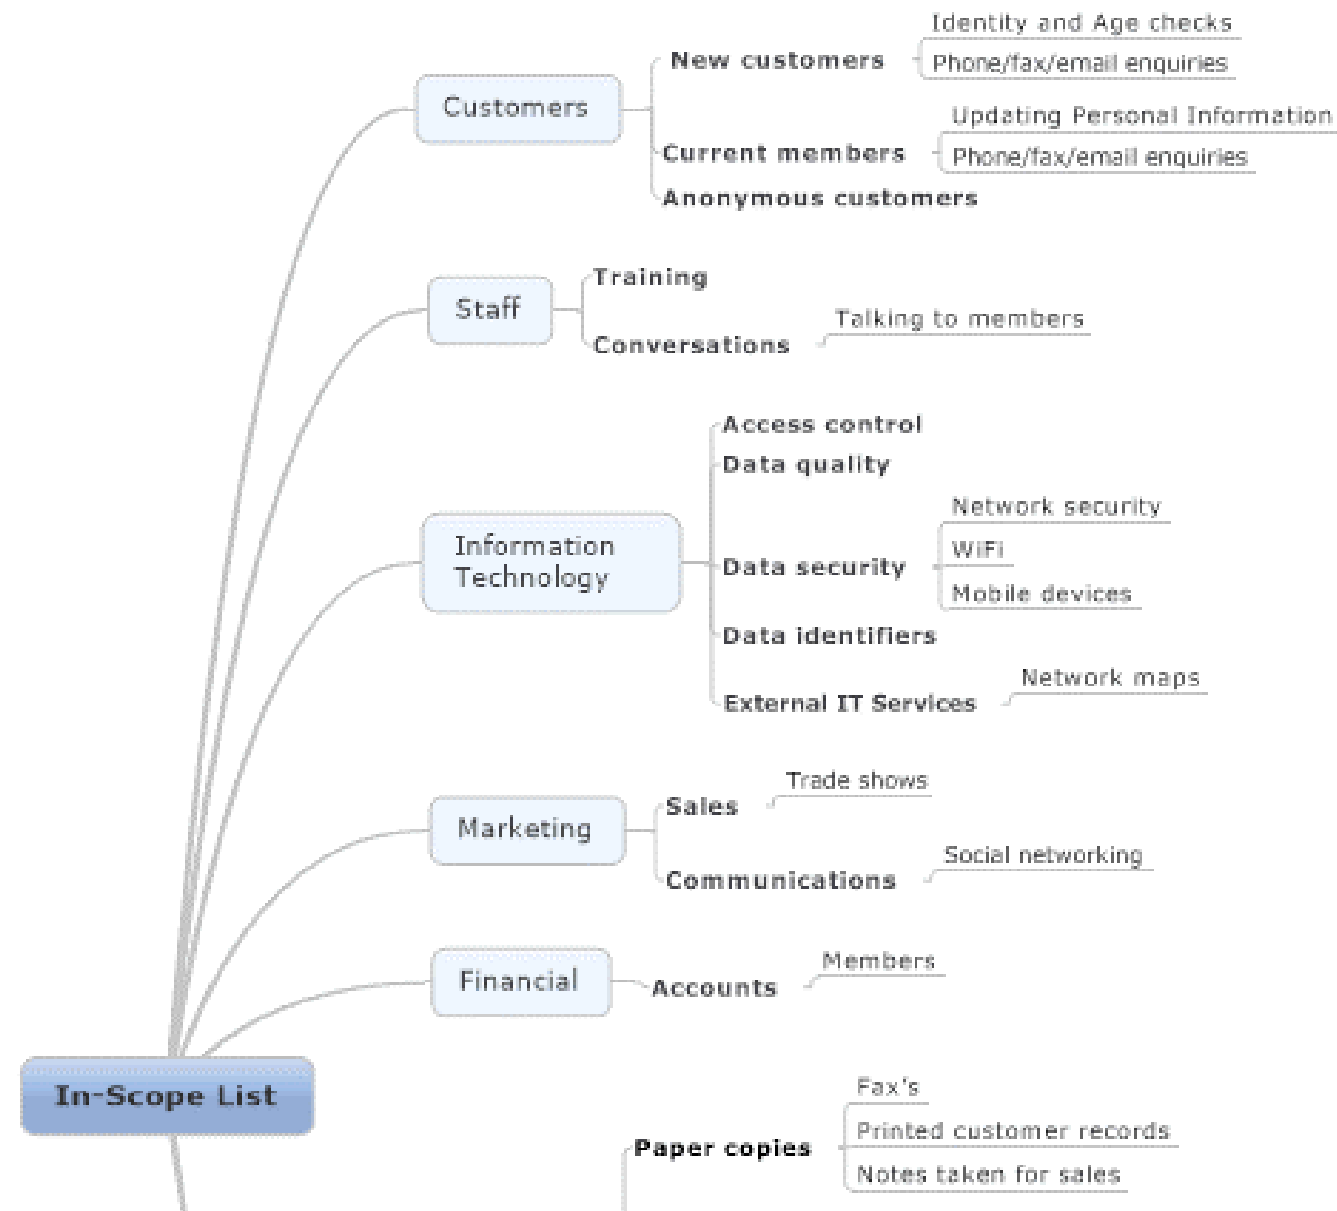 Identity and Age checks
New customers
Phone/fax/email enquiries
Customers
Updating Personal Information
Current members
Phone/fax/email enquiries
Anonymous customers
Training
Staff
Talking to members
Conversations
Access control
Data quality
Network security
Information
Technology
WiFi
Data security
Mobile devices
Data identifiers
Network maps
External IT Services
Trade shows
Sales
Marketing
Social networking
Communications
Members
Financial
Accounts
In-Scope List
Fax's
Printed customer records
Paper copies
Notes taken for sales